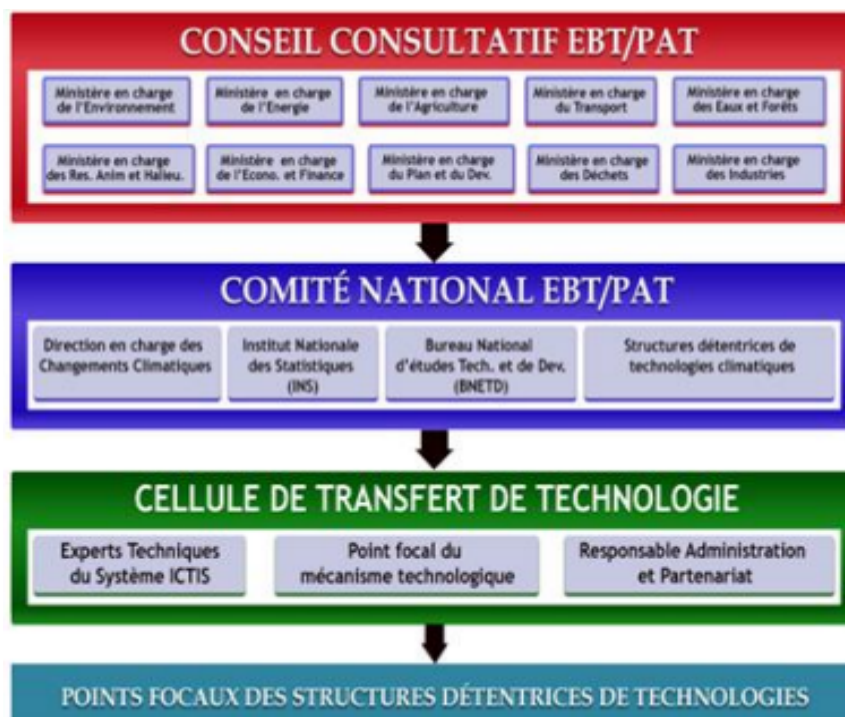 CONSEIL CONSULTATIF EBT/PAT
Ministère en charge
de l'Environnement
Ministère en charge
de l'Energie
Ministère en charge
de l'Agriculture
Ministère en charge
du Transport
Ministère en charge
des Eaux et Forêts
Ministère en charge
des Res. Anim et Halieu.
Ministère en charge
de l'Econo. et Finance
Ministère en charge
du Plan et du Dev.
Ministère en charge
des Déchets
Ministère en charge
des Industries
COMITÉ NATIONAL EBT/PAT
Direction en charge des
Changements Climatiques
Institut Nationale
des Statistiques
(INS)
Bureau National
d'études Tech. et de Dev.
(BNETD)
Structures détentrices de
technologies climatiques
CELLULE DE TRANSFERT DE TECHNOLOGIE
Experts Techniques
du Système ICTIS
Point focal du
mécanisme technologique
Responsable Administration
et Partenariat
POINTS FOCAUX DES STRUCTURES DÉTENTRICES DE TECHNOLOGIES